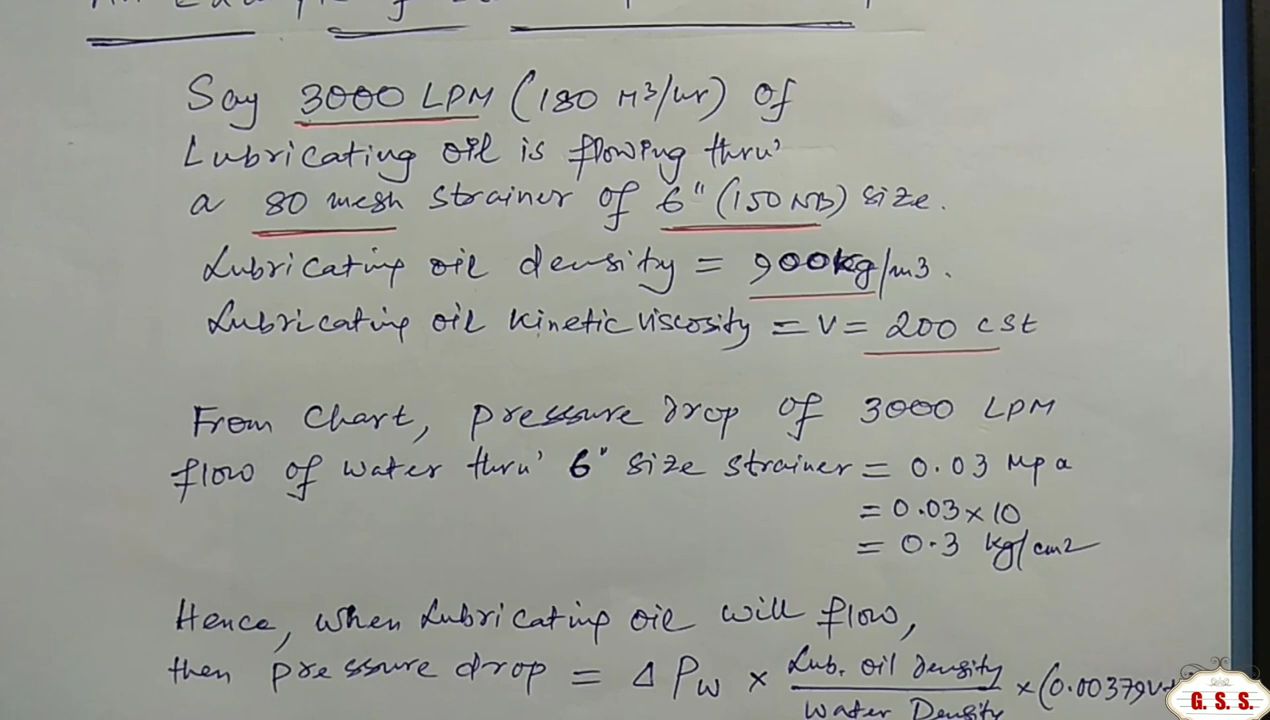 Say 3000 LPM (180 M3/hr) of
Lubricating oil is flowing thru'
a 80 mesh strainer of 6" (150 NB) size.
Lubricating oil density = 900kg/m3.
Lubricating oil kinetic viscosity = V = 200 cSt
From Chart, pressure drop of 3000 LPM
flow of water thru' 6" size strainer = 0.03 Mpa
= 0.03 x 10
= 0.3 kg/cm2
Hence, when Lubricating oil will flow,
then pressure drop = Δ Pw x Lub. oil density / Water Density x (0.00379V+
G. S. S.